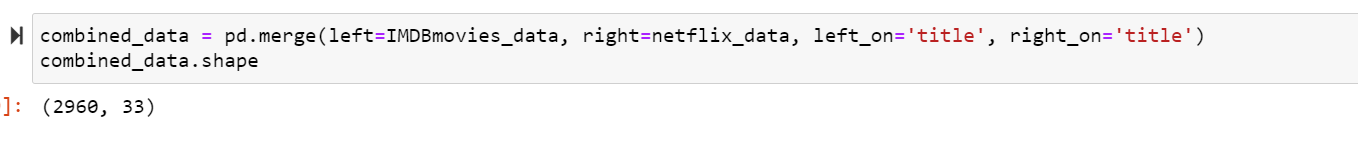 combined_data = pd.merge(left=IMDBmovies_data, right=netflix_data, left_on='title', right_on='title')
combined_data.shape
]: (2960, 33)